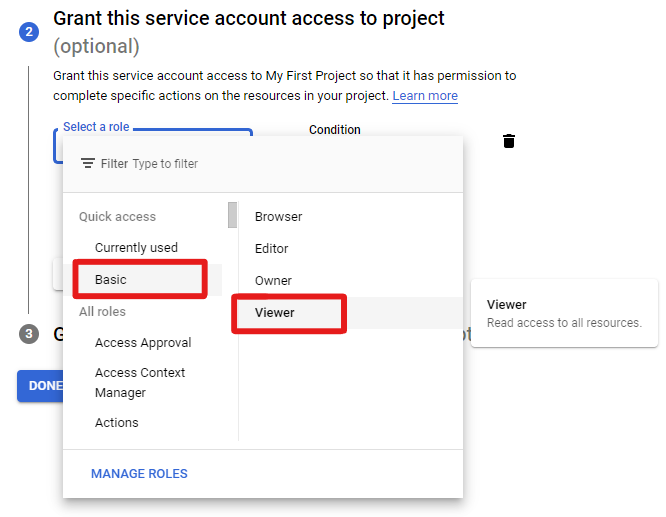 2
Grant this service account access to project
(optional)
Grant this service account access to My First Project so that it has permission to
complete specific actions on the resources in your project. Learn more
Select a role
Condition
Filter Type to filter
Quick access
Currently used
Basic
All roles
Access Approval
Access Context
Manager
Actions
Browser
Editor
Owner
Viewer
Viewer
Read access to all resources.
3
G
DONE
MANAGE ROLES